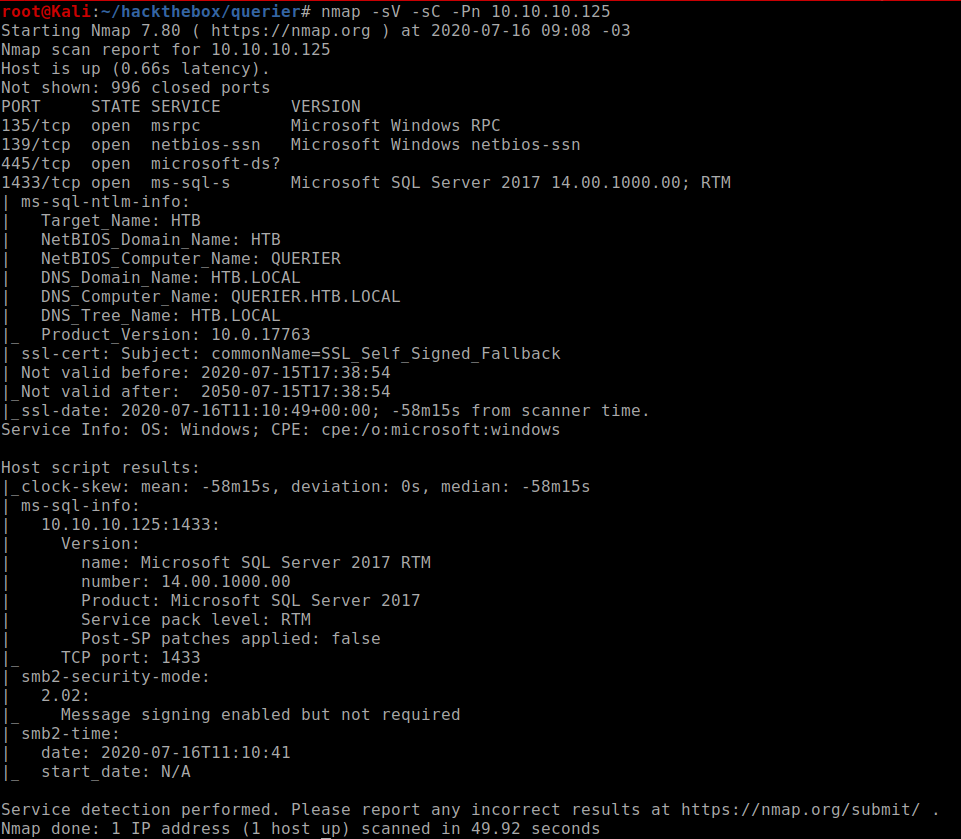 root@Kali:~/hackthebox/querier# nmap -sV -sC -Pn 10.10.10.125
Starting Nmap 7.80 ( https://nmap.org ) at 2020-07-16 09:08 -03
Nmap scan report for 10.10.10.125
Host is up (0.66s latency).
Not shown: 996 closed ports
PORT     STATE SERVICE       VERSION
135/tcp  open  msrpc         Microsoft Windows RPC
139/tcp  open  netbios-ssn   Microsoft Windows netbios-ssn
445/tcp  open  microsoft-ds?
1433/tcp open  ms-sql-s      Microsoft SQL Server 2017 14.00.1000.00; RTM
| ms-sql-ntlm-info:
|   Target_Name: HTB
|   NetBIOS_Domain_Name: HTB
|   NetBIOS_Computer_Name: QUERIER
|   DNS_Domain_Name: HTB.LOCAL
|   DNS_Computer_Name: QUERIER.HTB.LOCAL
|   DNS_Tree_Name: HTB.LOCAL
|_  Product_Version: 10.0.17763
| ssl-cert: Subject: commonName=SSL_Self_Signed_Fallback
| Not valid before: 2020-07-15T17:38:54
|_Not valid after:  2050-07-15T17:38:54
|_ssl-date: 2020-07-16T11:10:49+00:00; -58m15s from scanner time.
Service Info: OS: Windows; CPE: cpe:/o:microsoft:windows

Host script results:
|_clock-skew: mean: -58m15s, deviation: 0s, median: -58m15s
| ms-sql-info:
|   10.10.10.125:1433:
|     Version:
|       name: Microsoft SQL Server 2017 RTM
|       number: 14.00.1000.00
|       Product: Microsoft SQL Server 2017
|       Service pack level: RTM
|       Post-SP patches applied: false
|_    TCP port: 1433
| smb2-security-mode:
|   2.02:
|_    Message signing enabled but not required
| smb2-time:
|   date: 2020-07-16T11:10:41
|_  start_date: N/A

Service detection performed. Please report any incorrect results at https://nmap.org/submit/ .
Nmap done: 1 IP address (1 host up) scanned in 49.92 seconds